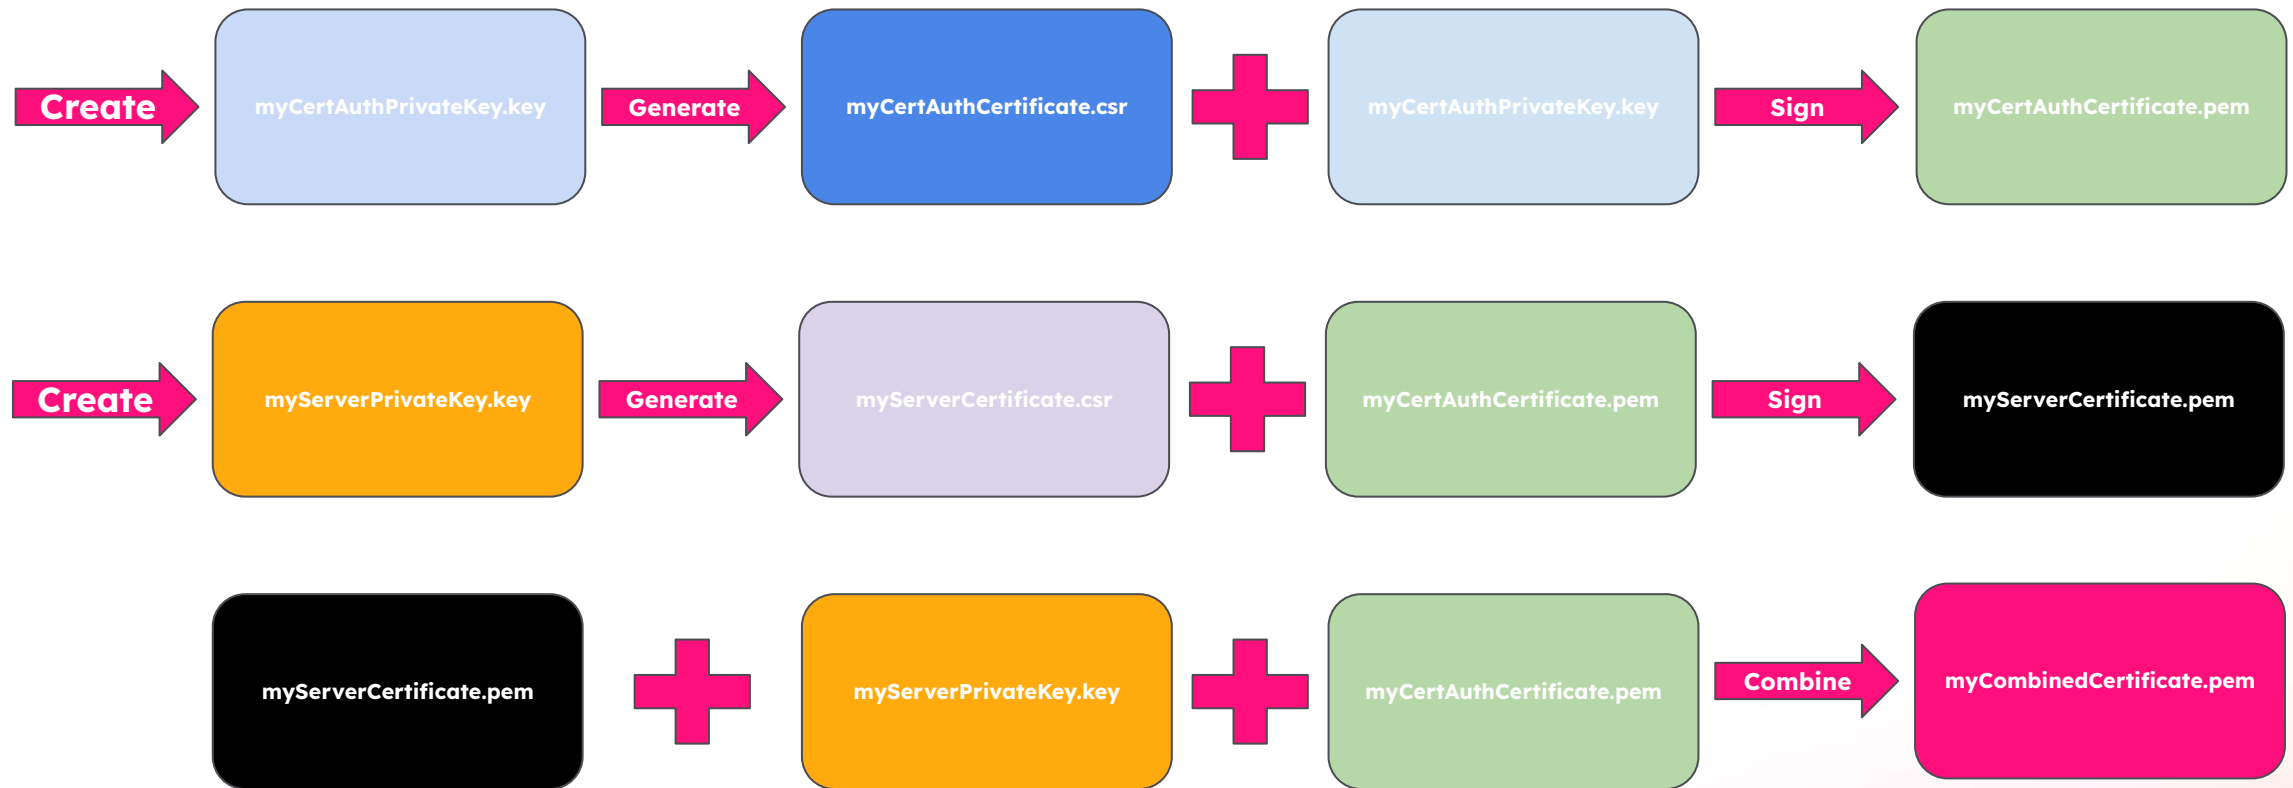 Create
myCertAuthPrivateKey.key
Generate
myCertAuthCertificate.csr
myCertAuthPrivateKey.key
Sign
myCertAuthCertificate.pem
Create
myServerPrivateKey.key
Generate
myServerCertificate.csr
myCertAuthCertificate.pem
Sign
myServerCertificate.pem
myServerCertificate.pem
myServerPrivateKey.key
myCertAuthCertificate.pem
Combine
myCombinedCertificate.pem